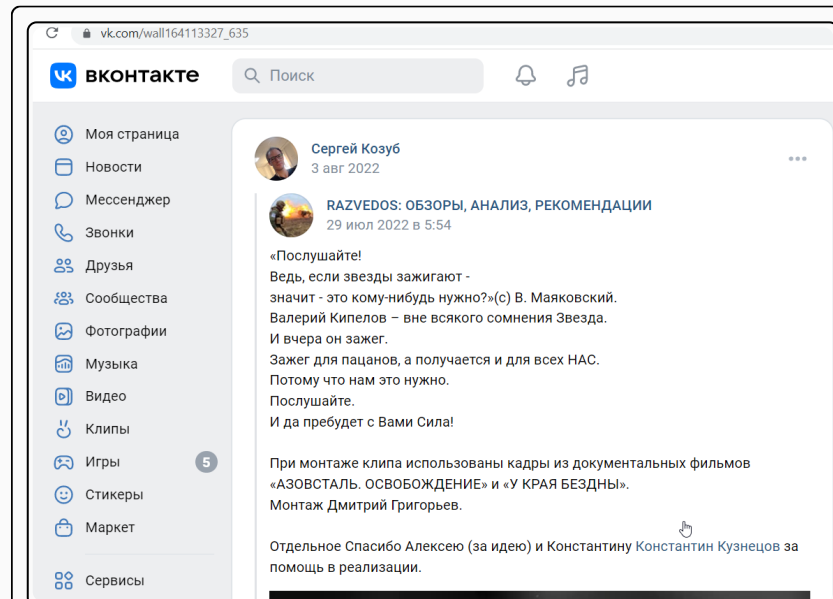 vk.com/wall164113327_635
вконтакте
Поиск
Моя страница
Новости
Мессенджер
Звонки
Друзья
Сообщества
Фотографии
Музыка
Видео
Клипы
Игры 5
Стикеры
Маркет
Сервисы
Сергей Козуб
3 авг 2022
RAZVEDOS: ОБЗОРЫ, АНАЛИЗ, РЕКОМЕНДАЦИИ
29 июл 2022 в 5:54
«Послушайте!
Ведь, если звезды зажигают -
значит - это кому-нибудь нужно?»(с) В. Маяковский.
Валерий Кипелов – вне всякого сомнения Звезда.
И вчера он зажег.
Зажег для пацанов, а получается и для всех НАС.
Потому что нам это нужно.
Послушайте.
И да пребудет с Вами Сила!
При монтаже клипа использованы кадры из документальных фильмов
«АЗОВСТАЛЬ. ОСВОБОЖДЕНИЕ» и «У КРАЯ БЕЗДНЫ».
Монтаж Дмитрий Григорьев.
Отдельное Спасибо Алексею (за идею) и Константину Константин Кузнецов за
помощь в реализации.